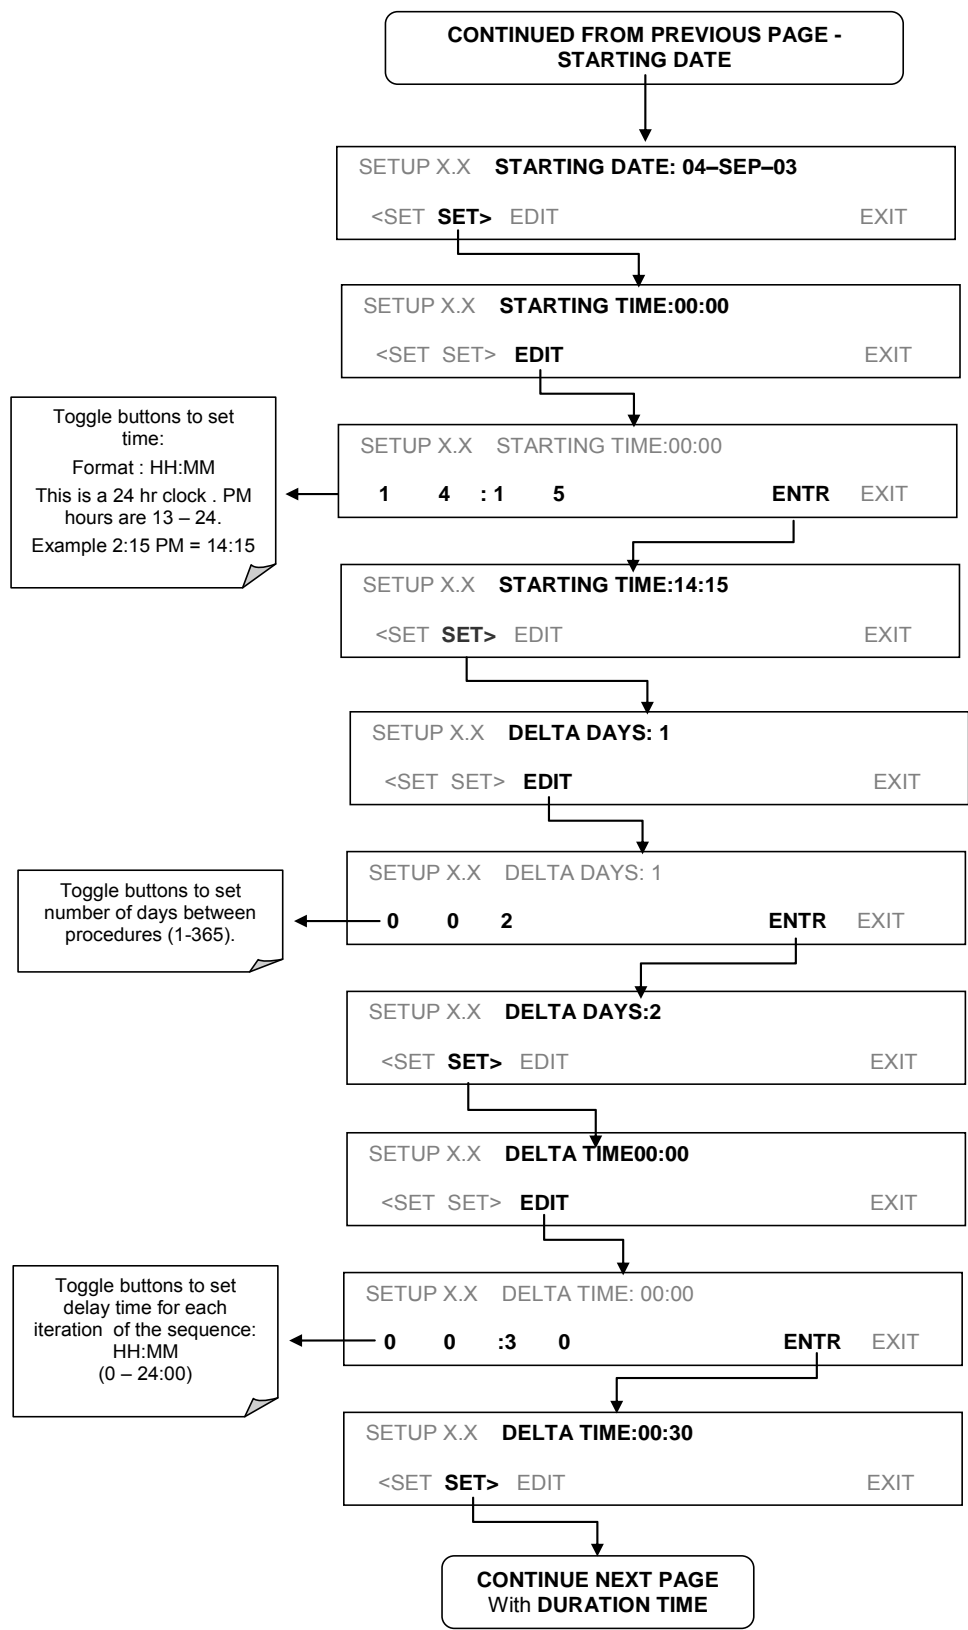 CONTINUED FROM PREVIOUS PAGE -
STARTING DATE
SETUP X.X STARTING DATE: 04–SEP–03
<SET SET> EDIT EXIT
SETUP X.X STARTING TIME:00:00
<SET SET> EDIT EXIT
Toggle buttons to set
time:
Format : HH:MM
This is a 24 hr clock . PM
hours are 13 – 24.
Example 2:15 PM = 14:15
SETUP X.X STARTING TIME:00:00
1 4 : 1 5 ENTR EXIT
SETUP X.X STARTING TIME:14:15
<SET SET> EDIT EXIT
SETUP X.X DELTA DAYS: 1
<SET SET> EDIT EXIT
Toggle buttons to set
number of days between
procedures (1-365).
SETUP X.X DELTA DAYS: 1
0 0 2 ENTR EXIT
SETUP X.X DELTA DAYS:2
<SET SET> EDIT EXIT
SETUP X.X DELTA TIME00:00
<SET SET> EDIT EXIT
Toggle buttons to set
delay time for each
iteration of the sequence:
HH:MM
(0 – 24:00)
SETUP X.X DELTA TIME: 00:00
0 0 :3 0 ENTR EXIT
SETUP X.X DELTA TIME:00:30
<SET SET> EDIT EXIT
CONTINUE NEXT PAGE
With DURATION TIME